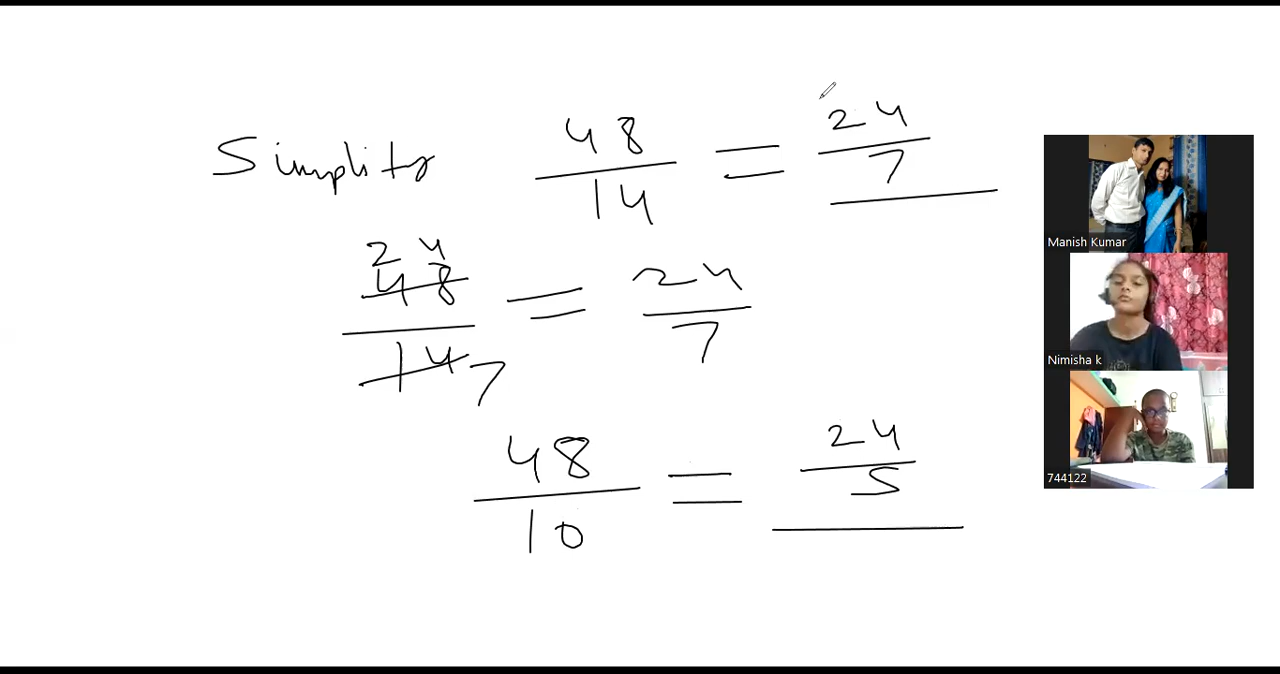 Simplify 48/14 = 24/7
24
48/14 = 24/7
7
48/10 = 24/5
Manish Kumar
Nimisha k
744122